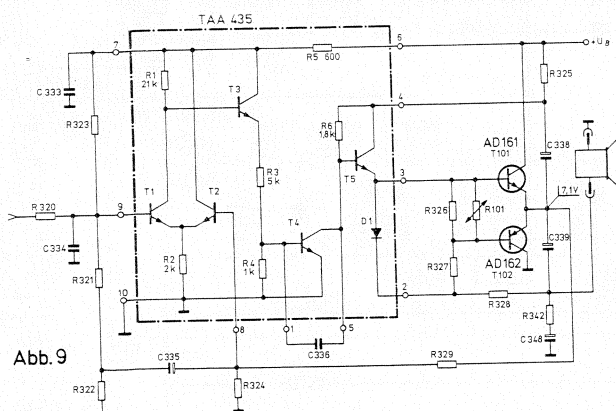 TAA 435
7
R5 600
6
+UB
R1
21k
T3
R325
C333
R323
4
R6
1,8k
AD161
T101
C338
R3
5k
T5
3
R320
9
T1
T2
R326
R101
7,1V
T4
D1
C334
R2
2k
R4
1k
C339
R321
R327
AD162
T102
10
2
R328
R342
8
1
5
C336
C348
Abb.9
C335
R329
R322
R324